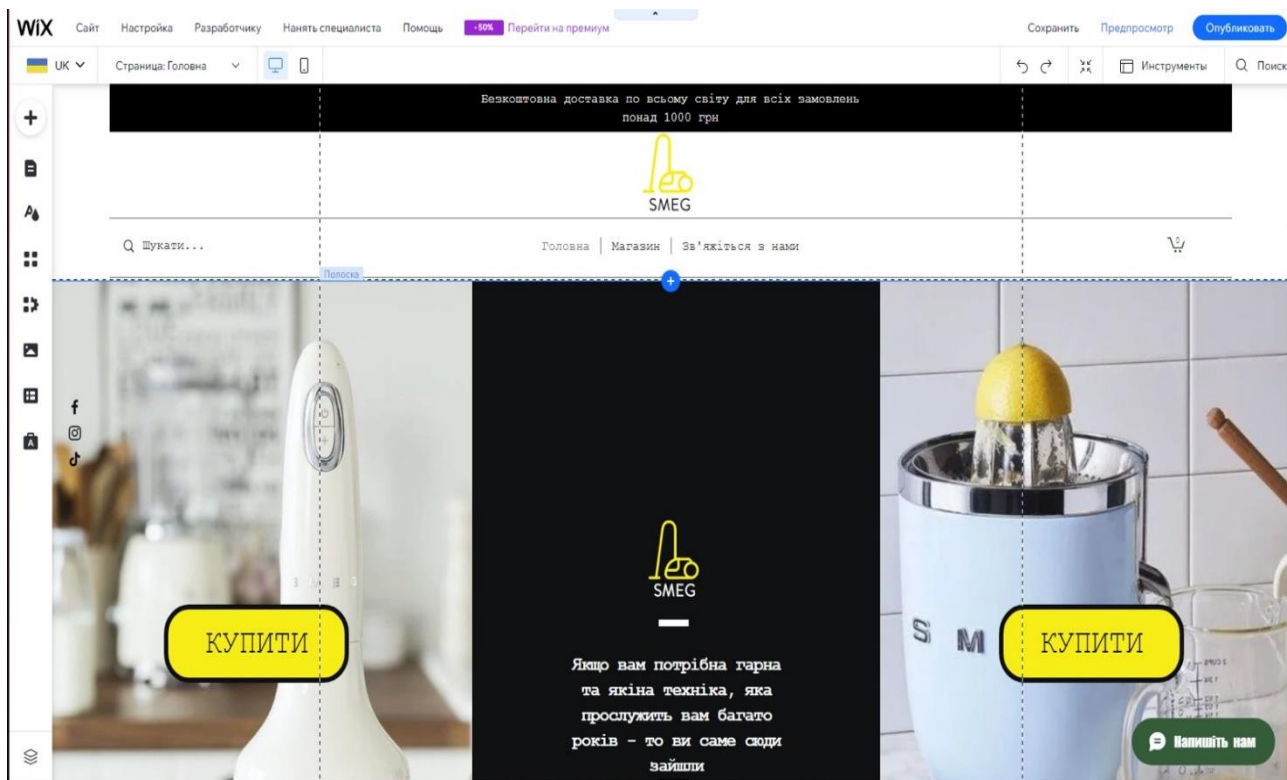 WiX Сайт Настройка Разработчику Нанять специалиста Помощь -50% Перейти на премиум Сохранить Предпросмотр Опубликовать
UK Страница: Головна Инструменты Поиск
Безкоштовна доставка по всьому світу для всіх замовлень
понад 1000 грн
SMEG
Шукати... Головна Магазин Зв'яжіться з нами 0
Полоска
SMEG
КУПИТИ
Якщо вам потрібна гарна
та якіна техніка, яка
прослужить вам багато
років - то ви саме сюди
зайшли
S M
КУПИТИ
Напишіть нам